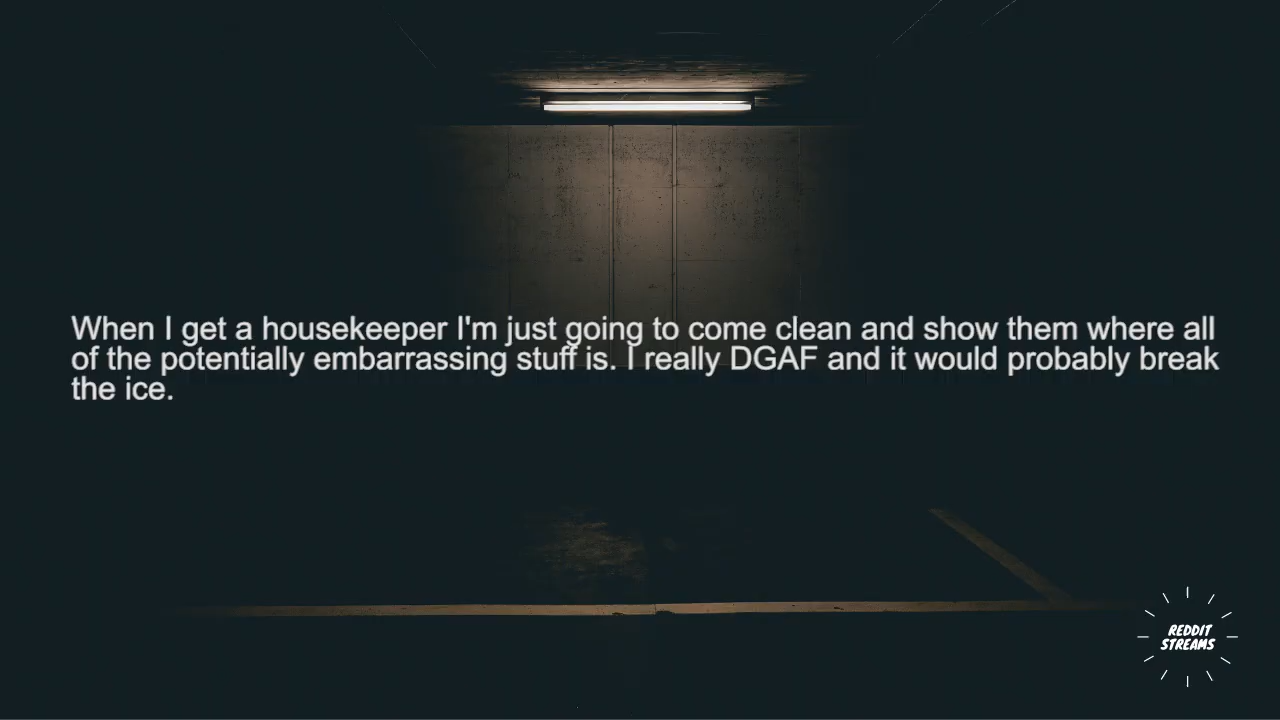 When I get a housekeeper I'm just going to come clean and show them where all
of the potentially embarrassing stuff is. I really DGAF and it would probably break
the ice.
REDDIT
STREAMS